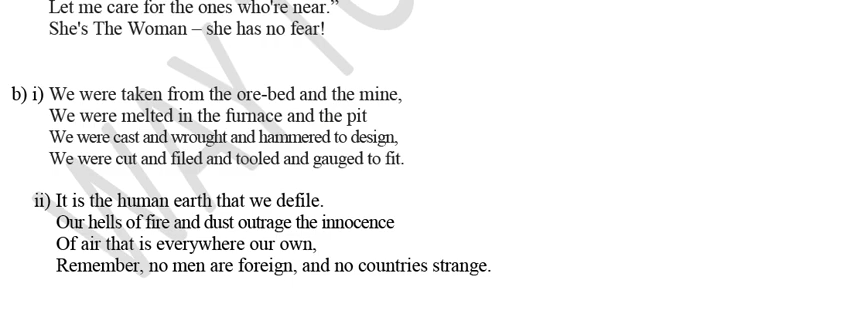 Let me care for the ones who're near.”
She's The Woman – she has no fear!
b) i) We were taken from the ore-bed and the mine,
We were melted in the furnace and the pit
We were cast and wrought and hammered to design,
We were cut and filed and tooled and gauged to fit.
ii) It is the human earth that we defile.
Our hells of fire and dust outrage the innocence
Of air that is everywhere our own,
Remember, no men are foreign, and no countries strange.